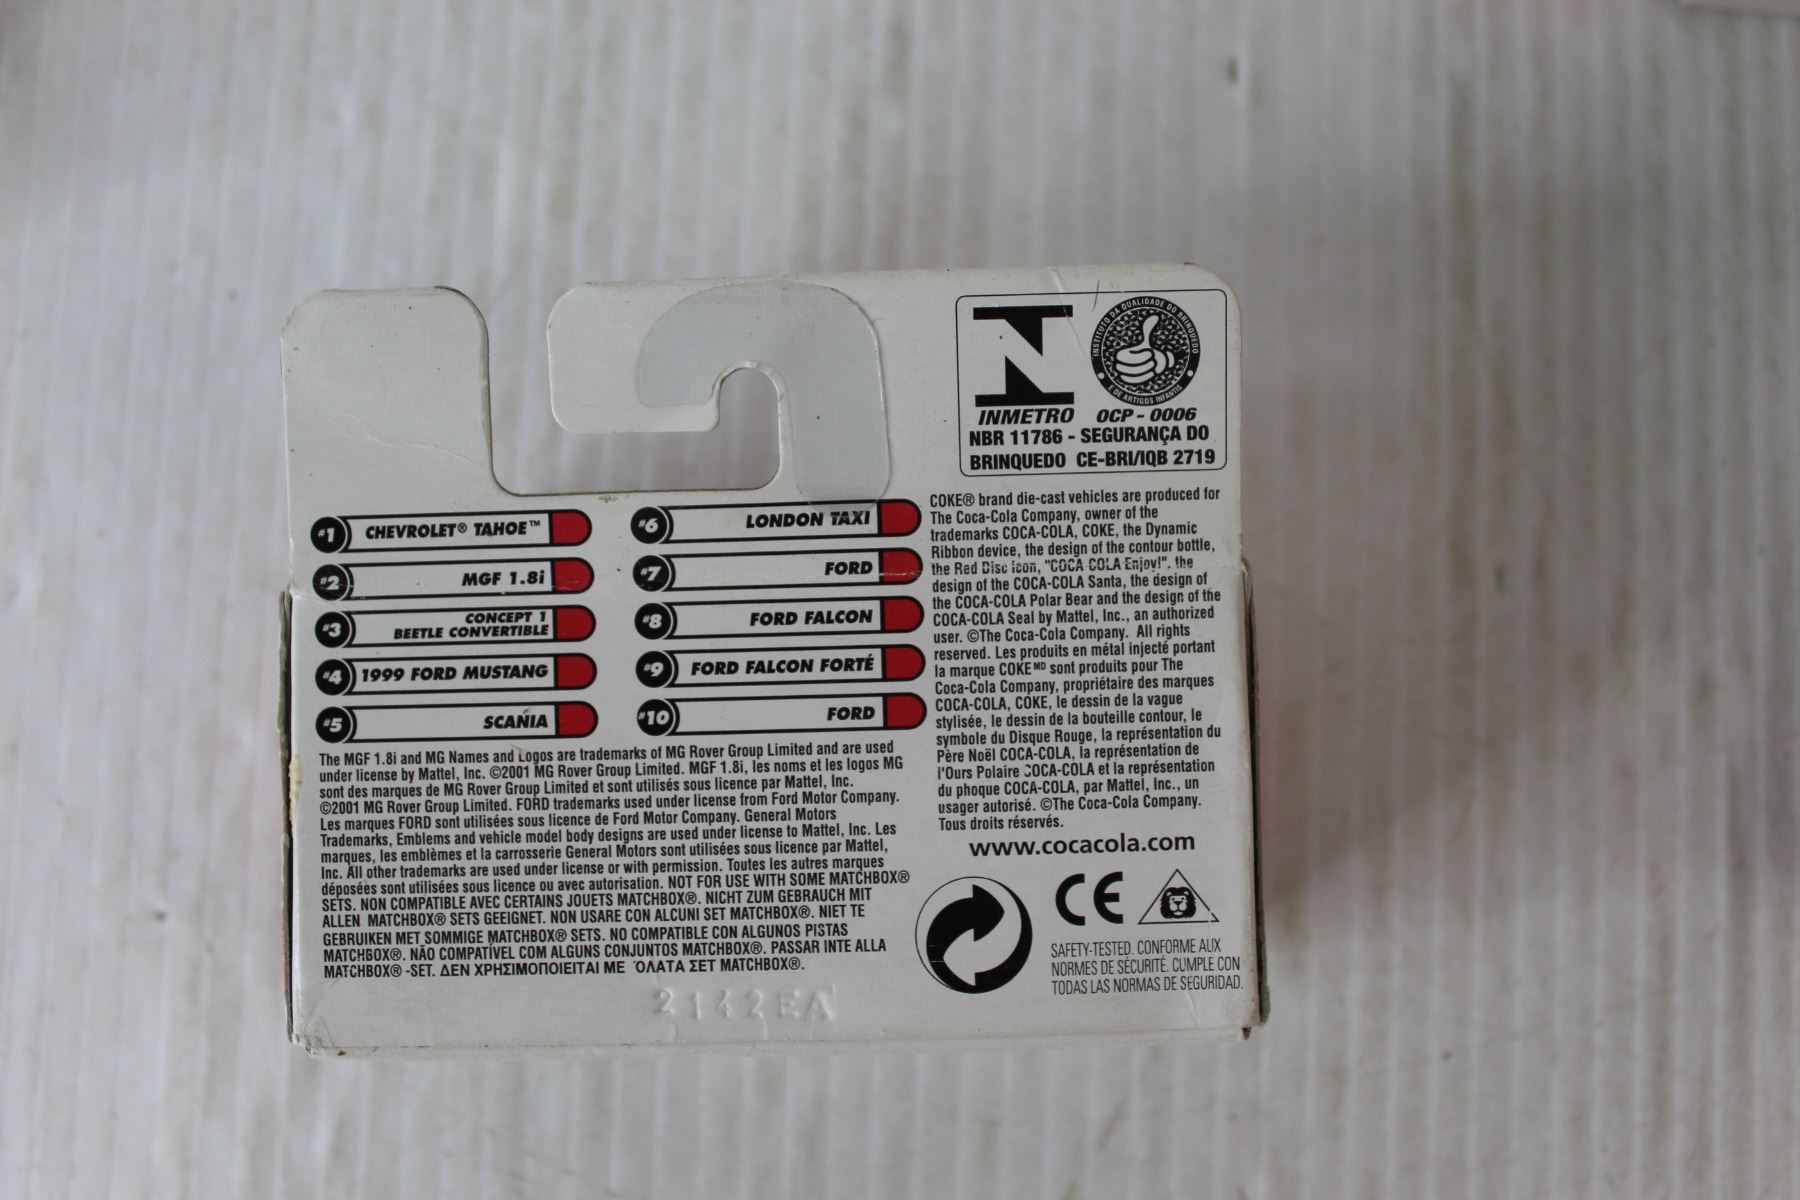 INSTITUTO DA QUALIDADE DO BRINQUEDO
E DE ARTIGOS INFANTIS
INMETRO OCP - 0006
NBR 11786 - SEGURANÇA DO
BRINQUEDO CE-BRI/IQB 2719
#1 CHEVROLET® TAHOE™
#2 MGF 1.8i
#3 CONCEPT 1
BEETLE CONVERTIBLE
#4 1999 FORD MUSTANG
#5 SCANIA
#6 LONDON TAXI
#7 FORD
#8 FORD FALCON
#9 FORD FALCON FORTÉ
#10 FORD
The MGF 1.8i and MG Names and Logos are trademarks of MG Rover Group Limited and are used
under license by Mattel, Inc. ©2001 MG Rover Group Limited. MGF 1.8i, les noms et les logos MG
sont des marques de MG Rover Group Limited et sont utilisés sous licence par Mattel, Inc.
©2001 MG Rover Group Limited. FORD trademarks used under license from Ford Motor Company.
Les marques FORD sont utilisées sous licence de Ford Motor Company. General Motors
Trademarks, Emblems and vehicle model body designs are used under license to Mattel, Inc. Les
marques, les emblèmes et la carrosserie General Motors sont utilisées sous licence par Mattel,
Inc. All other trademarks are used under license or with permission. Toutes les autres marques
déposées sont utilisées sous licence ou avec autorisation. NOT FOR USE WITH SOME MATCHBOX®
SETS. NON COMPATIBLE AVEC CERTAINS JOUETS MATCHBOX®. NICHT ZUM GEBRAUCH MIT
ALLEN MATCHBOX® SETS GEEIGNET. NON USARE CON ALCUNI SET MATCHBOX®. NIET TE
GEBRUIKEN MET SOMMIGE MATCHBOX® SETS. NO COMPATIBLE CON ALGUNOS PISTAS
MATCHBOX®. NÃO COMPATÍVEL COM ALGUNS CONJUNTOS MATCHBOX®. PASSAR INTE ALLA
MATCHBOX® -SET. ΔΕΝ ΧΡΗΣΙΜΟΠΟΙΕΙΤΑΙ ΜΕ ΌΛΑΤΑ ΣΕΤ MATCHBOX®.
2142EA
COKE® brand die-cast vehicles are produced for
The Coca-Cola Company, owner of the
trademarks COCA-COLA, COKE, the Dynamic
Ribbon device, the design of the contour bottle,
the Red Disc icon, "COCA COLA Enjoy!", the
design of the COCA-COLA Santa, the design of
the COCA-COLA Polar Bear and the design of the
COCA-COLA Seal by Mattel, Inc., an authorized
user. ©The Coca-Cola Company. All rights
reserved. Les produits en métal injecté portant
la marque COKE MD sont produits pour The
Coca-Cola Company, propriétaire des marques
COCA-COLA, COKE, le dessin de la vague
stylisée, le dessin de la bouteille contour, le
symbole du Disque Rouge, la représentation du
Père Noël COCA-COLA, la représentation de
l'Ours Polaire COCA-COLA et la représentation
du phoque COCA-COLA, par Mattel, Inc., un
usager autorisé. ©The Coca-Cola Company.
Tous droits réservés.
www.cocacola.com
CE
SAFETY-TESTED. CONFORME AUX
NORMES DE SÉCURITÉ. CUMPLE CON
TODAS LAS NORMAS DE SEGURIDAD.